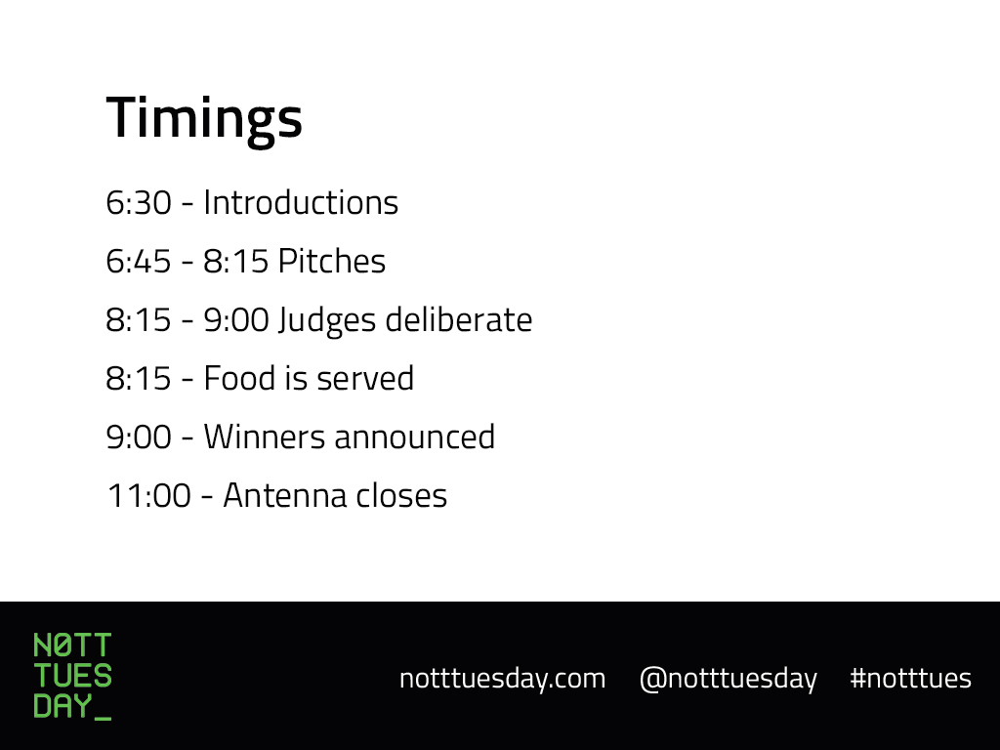 Timings
6:30 - Introductions
6:45 - 8:15 Pitches
8:15 - 9:00 Judges deliberate
8:15 - Food is served
9:00 - Winners announced
11:00 - Antenna closes
NØTT
TUES
DAY_
notttuesday.com @notttuesday #notttues